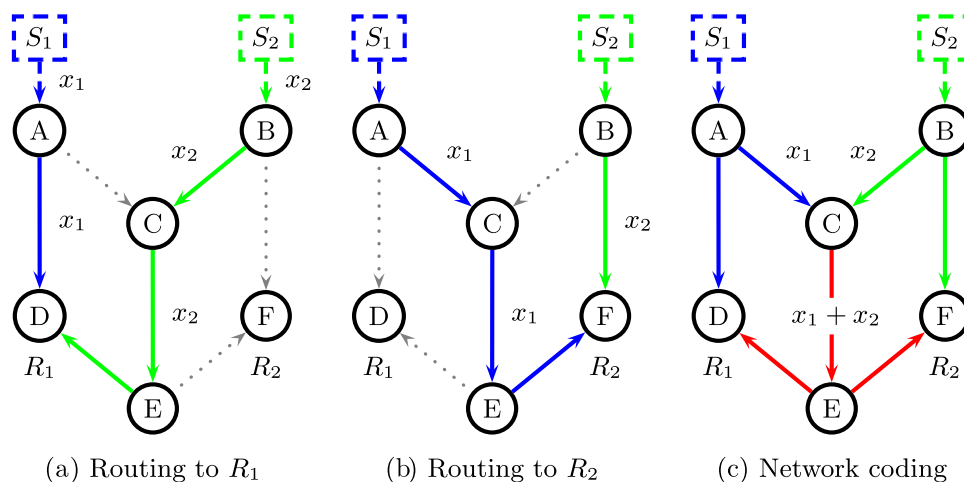 S₁ S₂ S₁ S₂ S₁ S₂
x₁ x₂
A B A B A B
x₂ x₁ x₁ x₂
C C C
x₁ x₂
D F x₂ D x₁ F D x₁ + x₂ F
R₁ R₂ R₁ R₂ R₁ R₂
E E E
(a) Routing to R₁ (b) Routing to R₂ (c) Network coding